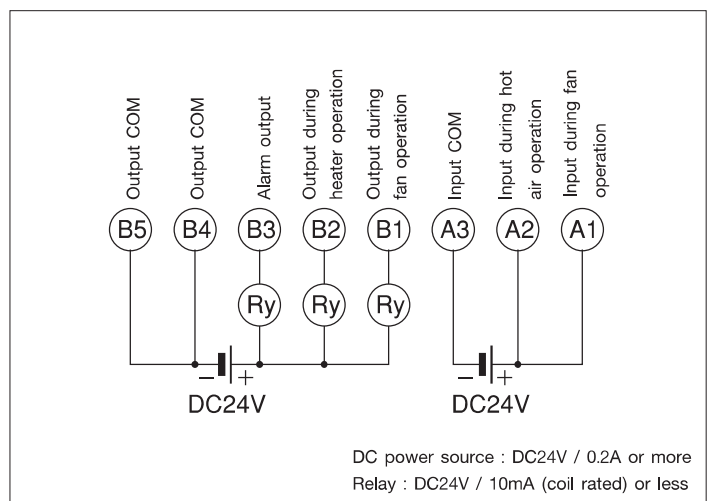 Output COM
Output COM
Alarm output
Output during
heater operation
Output during
fan operation
Input COM
Input during hot
air operation
Input during fan
operation
B5
B4
B3
B2
B1
A3
A2
A1
Ry
Ry
Ry
− +
DC24V
− +
DC24V
DC power source : DC24V / 0.2A or more
Relay : DC24V / 10mA (coil rated) or less